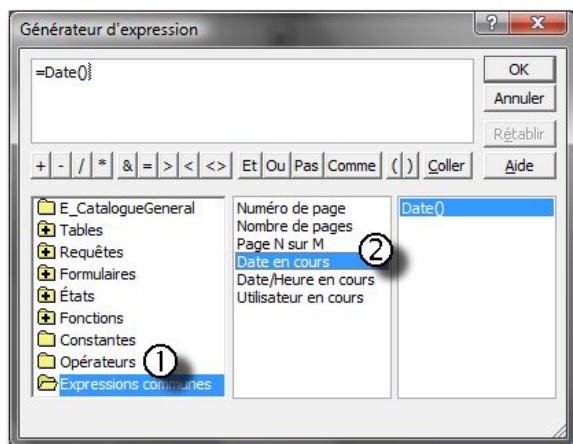 Générateur d'expression
=Date()
OK
Annuler
Rétablir
Aide
+ - / * & = > < <> Et Ou Pas Comme ( ) Coller
E_CatalogueGeneral
Tables
Requêtes
Formulaires
États
Fonctions
Constantes
Opérateurs
Expressions communes
1
Numéro de page
Nombre de pages
Page N sur M
Date en cours
Date/Heure en cours
Utilisateur en cours
2
Date()